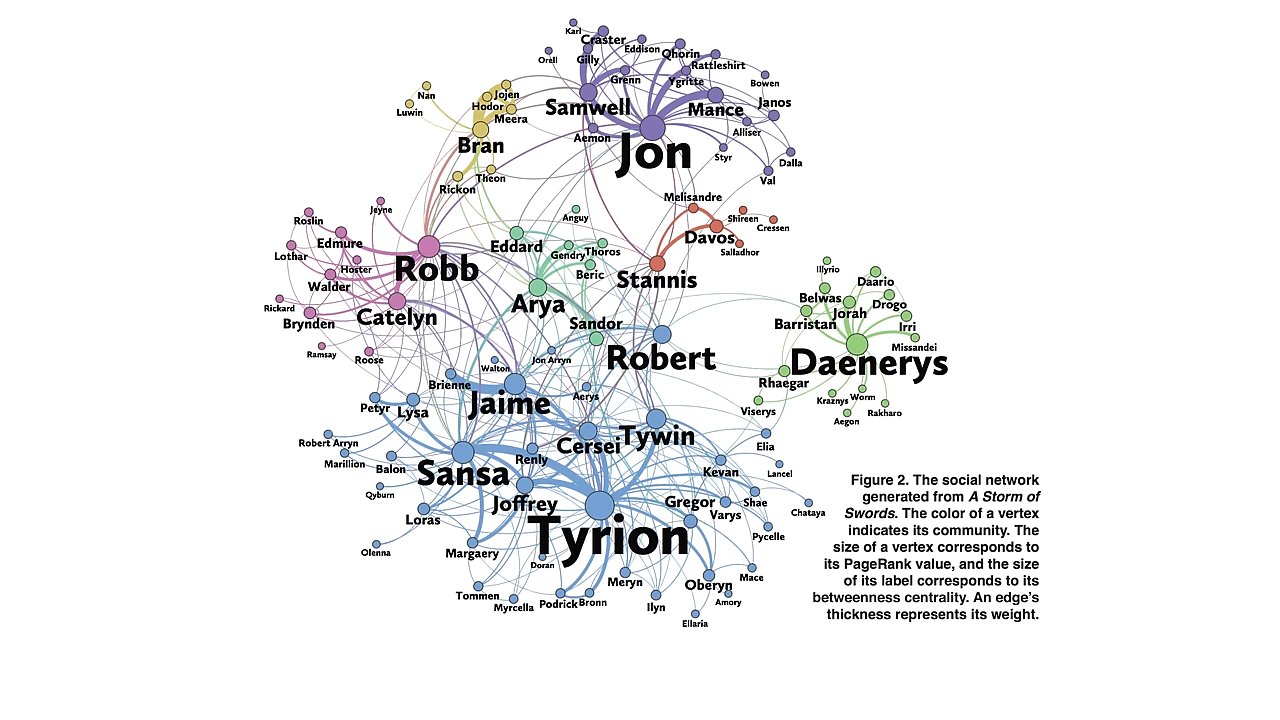 Karl
Craster
Eddison
Qhorin
Orell
Gilly
Rattleshirt
Grenn
Ygritte
Bowen
Nan
Jojen
Hodor
Luwin
Meera
Samwell
Mance
Janos
Aemon
Alliser
Bran
Jon
Styr
Dalla
Theon
Rickon
Val
Melisandre
Jeyne
Roslin
Anguy
Shireen
Cressen
Edmure
Eddard
Davos
Lothar
Hoster
Gendry
Thoros
Salladhor
Robb
Beric
Illyrio
Walder
Stannis
Daario
Belwas
Drogo
Rickard
Arya
Jorah
Brynden
Catelyn
Sandor
Barristan
Irri
Missandei
Ramsay
Roose
Jon Arryn
Robert
Daenerys
Walton
Brienne
Rhaegar
Petyr
Lysa
Jaime
Aerys
Kraznys
Worm
Viserys
Aegon
Rakharo
Robert Arryn
Cersei
Tywin
Elia
Marillion
Balon
Sansa
Renly
Kevan
Lancel
Qyburn
Joffrey
Gregor
Shae
Varys
Chataya
Loras
Tyrion
Pycelle
Olenna
Margaery
Doran
Meryn
Oberyn
Mace
Tommen
Myrcella
Podrick
Bronn
Ilyn
Amory
Ellaria
Figure 2. The social network
generated from A Storm of
Swords. The color of a vertex
indicates its community. The
size of a vertex corresponds to
its PageRank value, and the size
of its label corresponds to its
betweenness centrality. An edge’s
thickness represents its weight.